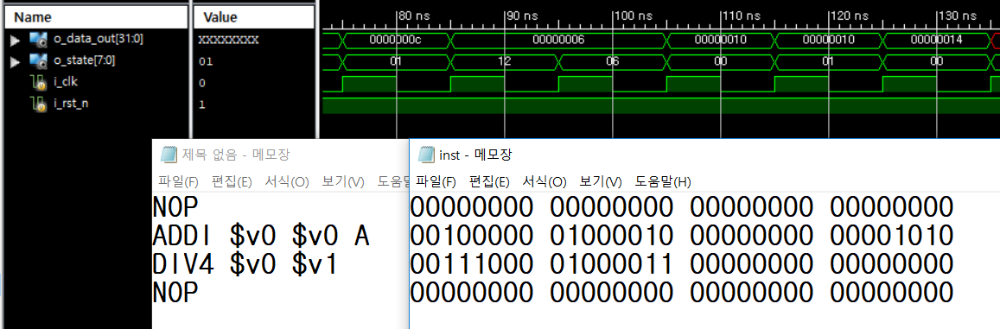 Name Value 80 ns 90 ns 100 ns 110 ns 120 ns 130 ns
o_data_out[31:0] XXXXXXXX 0000000c 00000006 00000010 00000010 00000014
o_state[7:0] 01 01 12 06 00 01 00
i_clk 0
i_rst_n 1
제목 없음 - 메모장
파일(F) 편집(E) 서식(O) 보기(V) 도움말
NOP
ADDI $v0 $v0 A
DIV4 $v0 $v1
NOP
inst - 메모장
파일(F) 편집(E) 서식(O) 보기(V) 도움말(H)
00000000 00000000 00000000 00000000
00100000 01000010 00000000 00001010
00111000 01000011 00000000 00000000
00000000 00000000 00000000 00000000